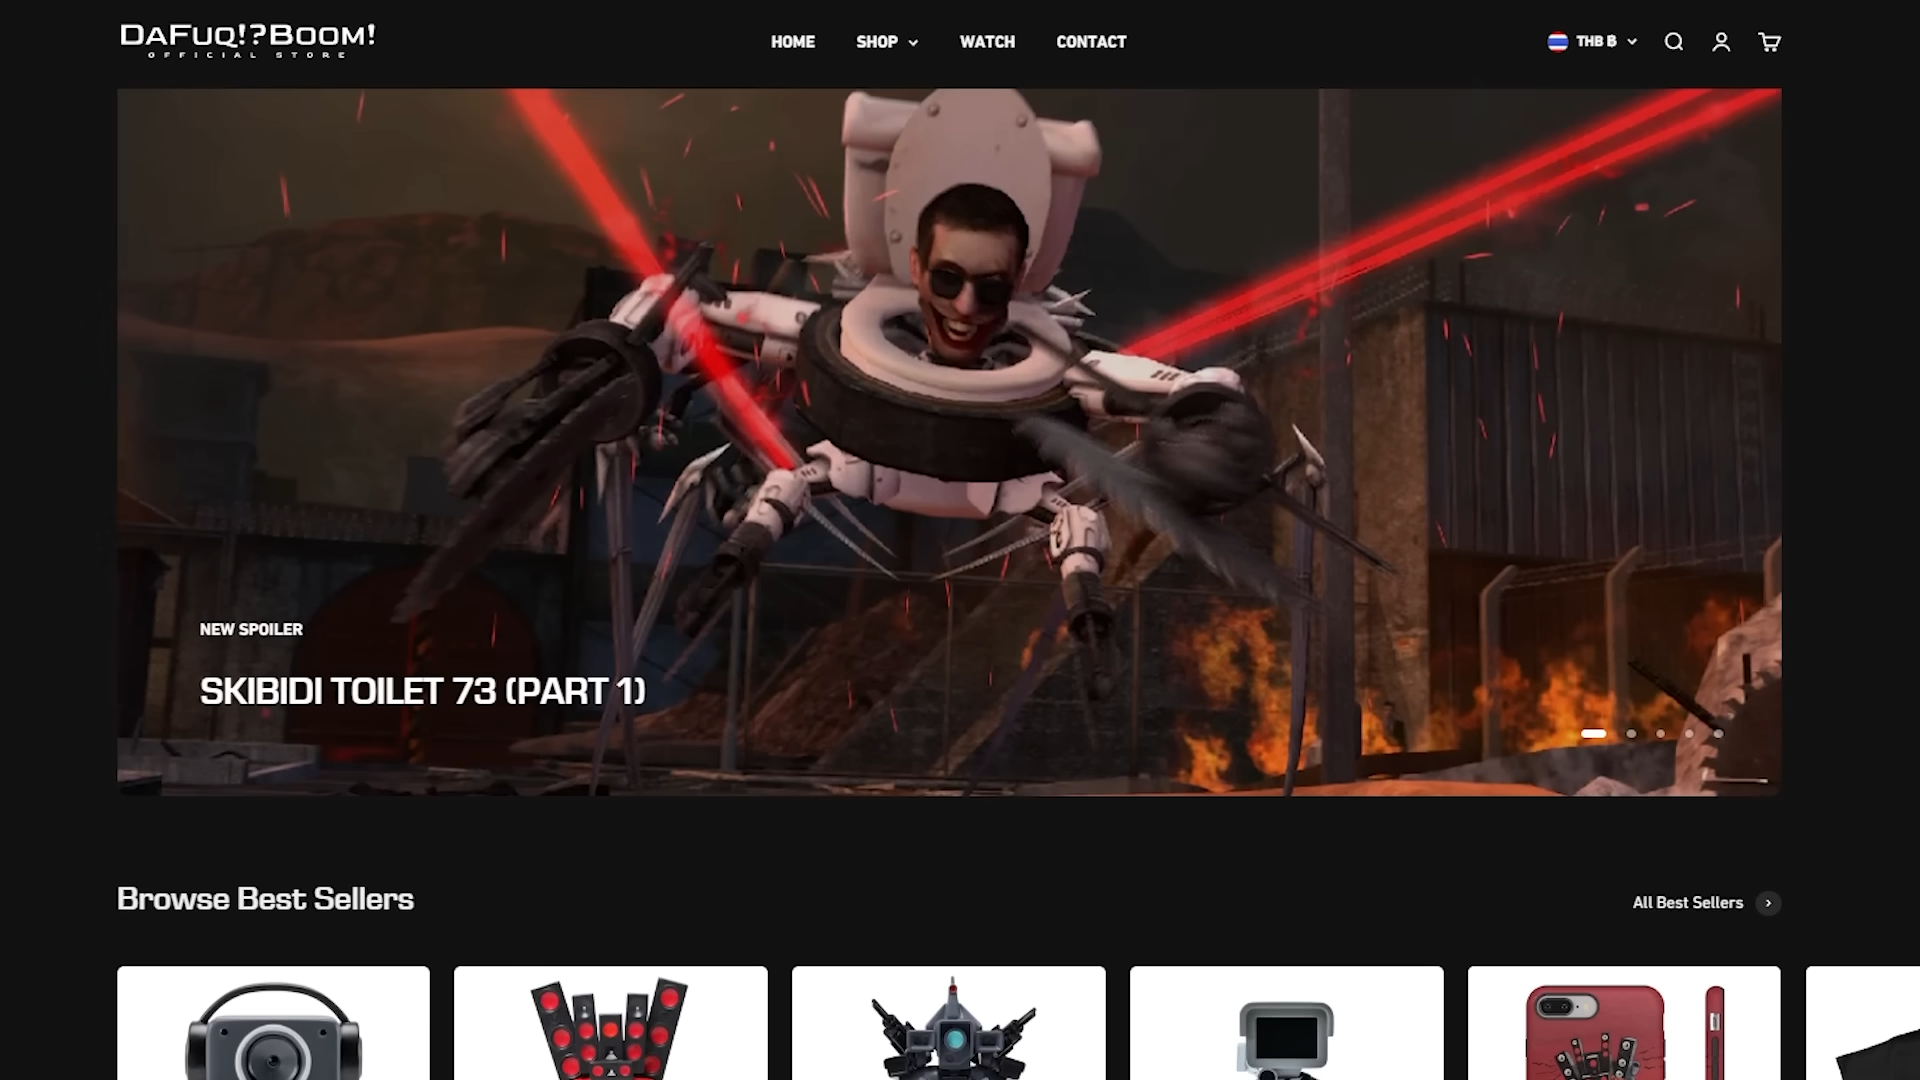 DAFUQ!?BOOM!
OFFICIAL STORE
HOME SHOP WATCH CONTACT
THB ฿
NEW SPOILER
SKIBIDI TOILET 73 (PART 1)
Browse Best Sellers
All Best Sellers